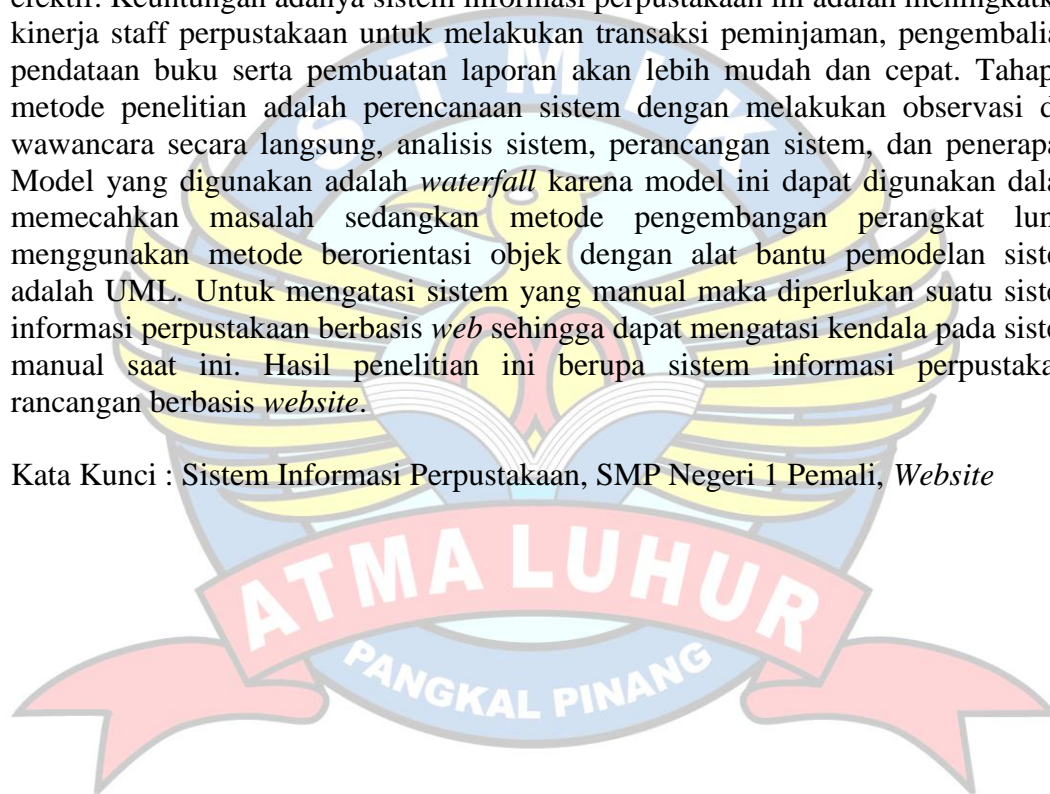 efektif. Keuntungan adanya sistem informasi perpustakaan ini adalah meningkatk
kinerja staff perpustakaan untuk melakukan transaksi peminjaman, pengembalia
pendataan buku serta pembuatan laporan akan lebih mudah dan cepat. Tahap
metode penelitian adalah perencanaan sistem dengan melakukan observasi d
wawancara secara langsung, analisis sistem, perancangan sistem, dan penerapa
Model yang digunakan adalah waterfall karena model ini dapat digunakan dala
memecahkan masalah sedangkan metode pengembangan perangkat lun
menggunakan metode berorientasi objek dengan alat bantu pemodelan siste
adalah UML. Untuk mengatasi sistem yang manual maka diperlukan suatu siste
informasi perpustakaan berbasis web sehingga dapat mengatasi kendala pada siste
manual saat ini. Hasil penelitian ini berupa sistem informasi perpustaka
rancangan berbasis website.
Kata Kunci : Sistem Informasi Perpustakaan, SMP Negeri 1 Pemali, Website
STMIK
ATMA LUHUR
PANGKAL PINANG